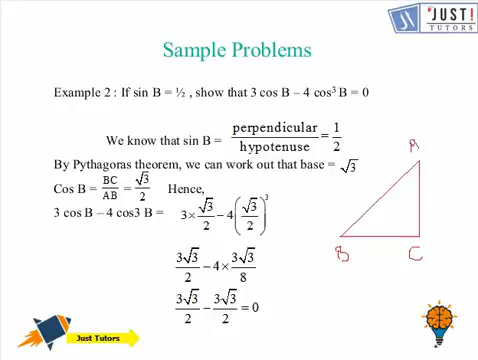 JUST!
TUTORS
Sample Problems
Example 2 : If sin B = ½ , show that 3 cos B – 4 cos³ B = 0
We know that sin B = perpendicular/hypotenuse = 1/2
By Pythagoras theorem, we can work out that base = √3
Cos B = BC/AB = √3/2 Hence,
3 cos B – 4 cos3 B = 3×√3/2 − 4(√3/2)³
3√3/2 − 4 × 3√3/8
3√3/2 − 3√3/2 = 0
A
B
C
Just Tutors